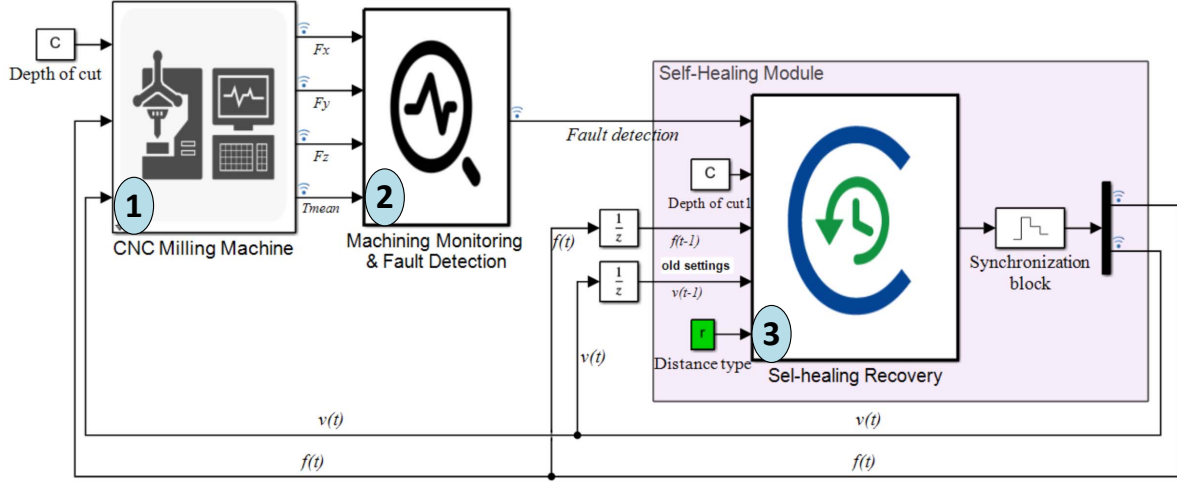 C
Depth of cut
1
CNC Milling Machine
Fx
Fy
Fz
Tmean
2
Machining Monitoring
& Fault Detection
Fault detection
Self-Healing Module
C
Depth of cut1
1
z
f(t)
f(t-1)
old settings
1
z
v(t-1)
v(t)
r
Distance type
3
Sel-healing Recovery
Synchronization
block
v(t)
v(t)
f(t)
f(t)